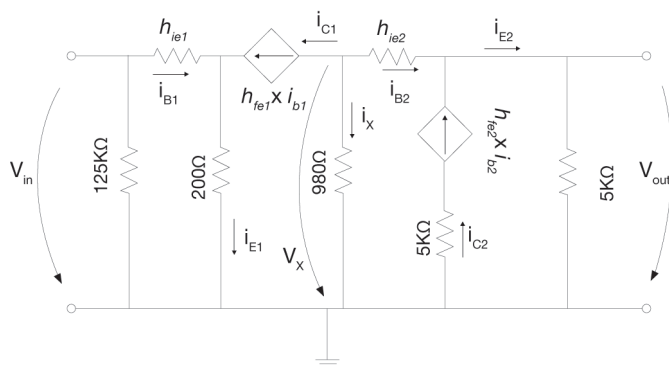 h_ie1
i_C1
h_ie2
i_E2
i_B1
h_fe1 x i_b1
i_B2
i_X
h_fe2 x i_b2
V_in
125KΩ
200Ω
980Ω
5KΩ
V_out
i_E1
V_X
5KΩ
i_C2